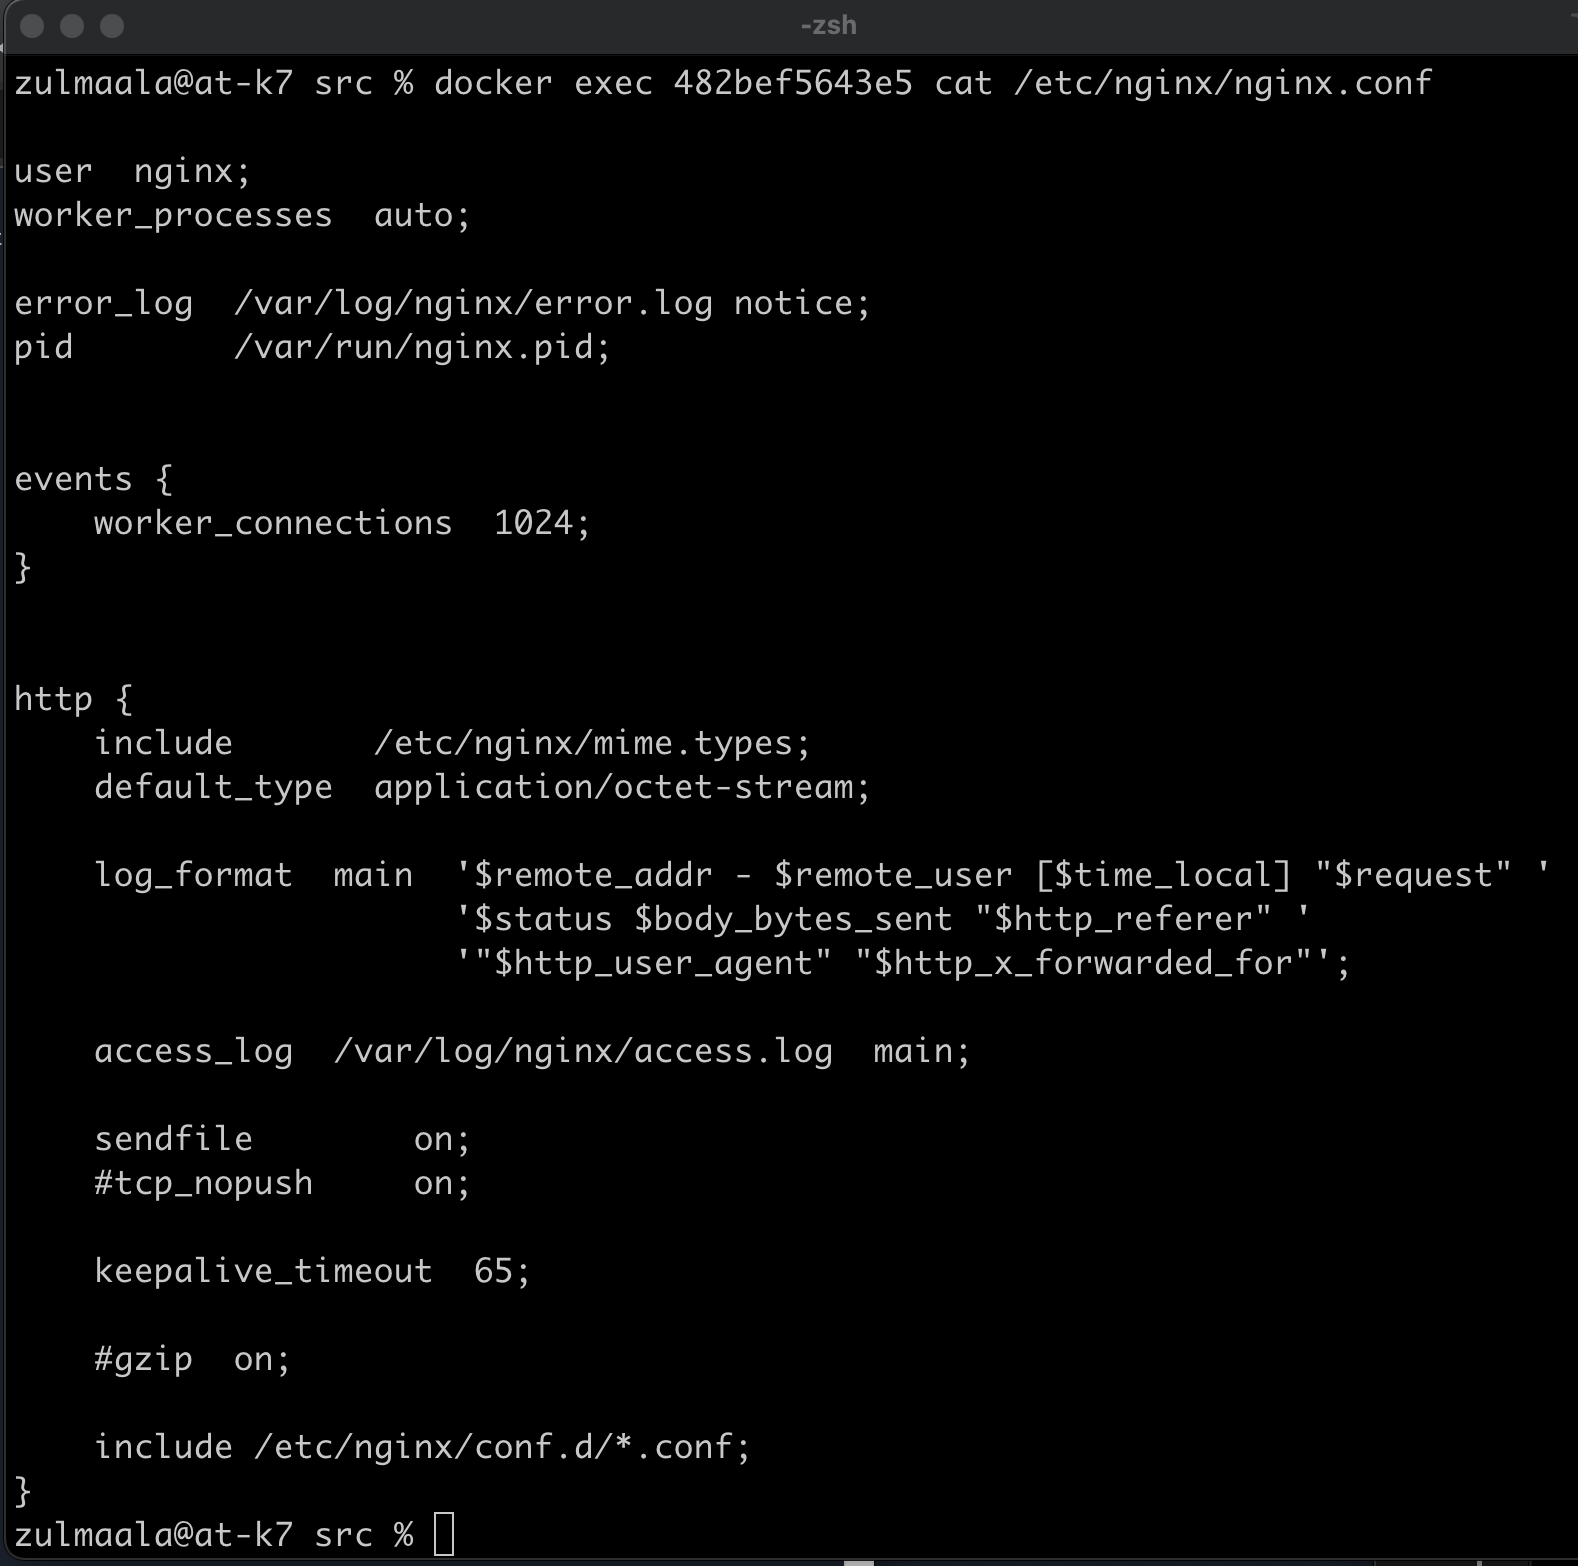 -zsh
zulmaala@at-k7 src % docker exec 482bef5643e5 cat /etc/nginx/nginx.conf
user  nginx;
worker_processes  auto;
error_log  /var/log/nginx/error.log notice;
pid        /var/run/nginx.pid;
events {
    worker_connections  1024;
}
http {
    include       /etc/nginx/mime.types;
    default_type  application/octet-stream;
    log_format  main  '$remote_addr - $remote_user [$time_local] "$request" '
                      '$status $body_bytes_sent "$http_referer" '
                      '"$http_user_agent" "$http_x_forwarded_for"';
    access_log  /var/log/nginx/access.log  main;
    sendfile        on;
    #tcp_nopush     on;
    keepalive_timeout  65;
    #gzip  on;
    include /etc/nginx/conf.d/*.conf;
}
zulmaala@at-k7 src %